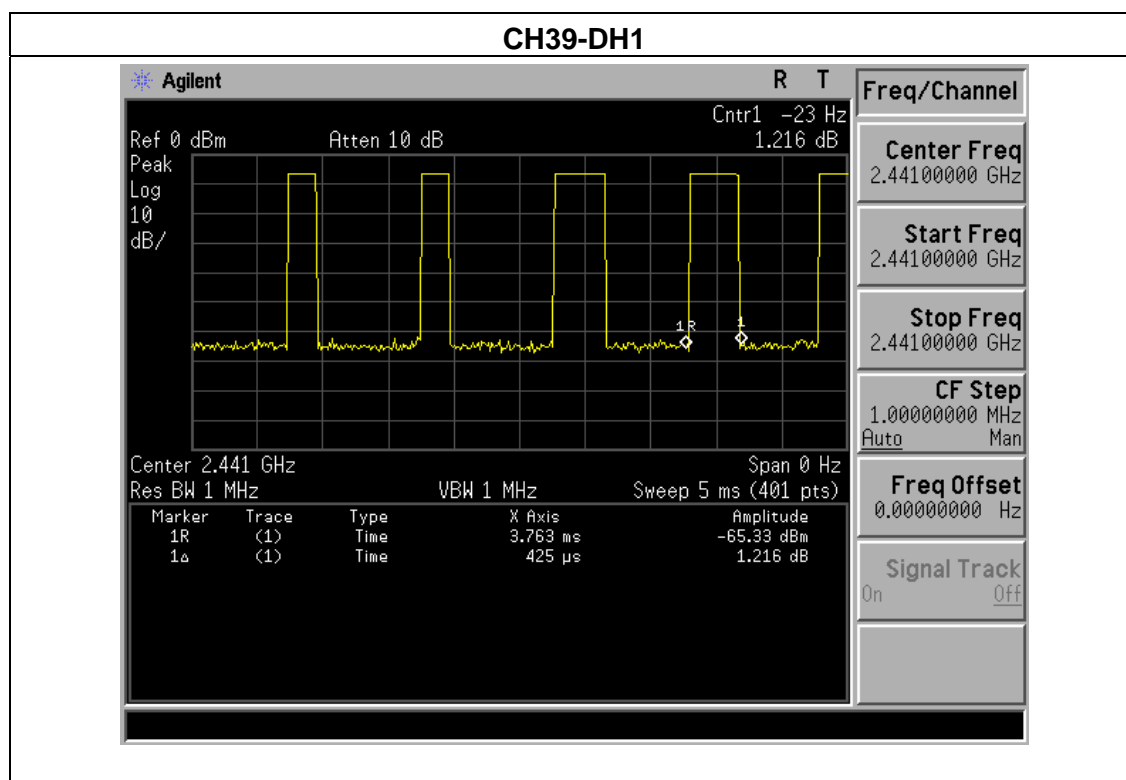 CH39-DH1
Agilent
R T
Freq/Channel
Cntr1 -23 Hz
Ref 0 dBm Atten 10 dB 1.216 dB
Peak
Log
10
dB/
1R
1
Center 2.441 GHz Span 0 Hz
Res BW 1 MHz VBW 1 MHz Sweep 5 ms (401 pts)
Marker Trace Type X Axis Amplitude
1R (1) Time 3.763 ms -65.33 dBm
1△ (1) Time 425 µs 1.216 dB
Center Freq
2.44100000 GHz
Start Freq
2.44100000 GHz
Stop Freq
2.44100000 GHz
CF Step
1.00000000 MHz
Auto Man
Freq Offset
0.00000000 Hz
Signal Track
On Off